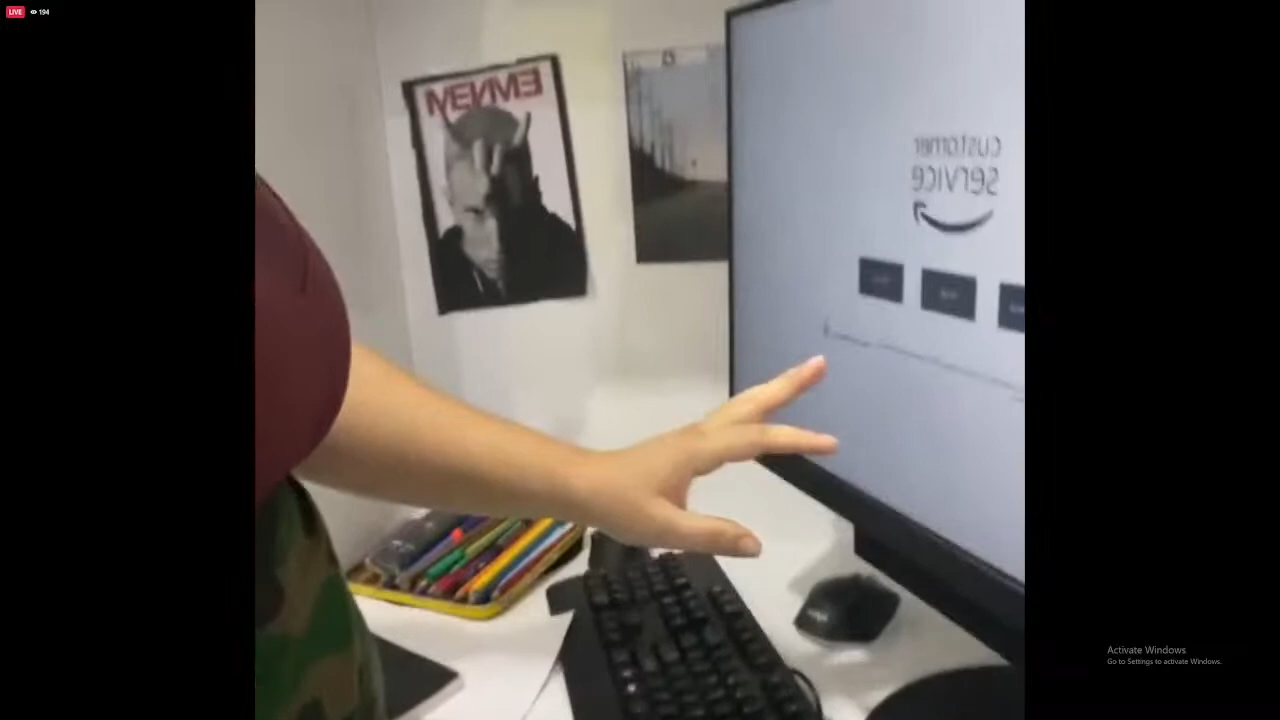 LIVE
194
EMINEM
customer
service
Activate Windows
Go to Settings to activate Windows.